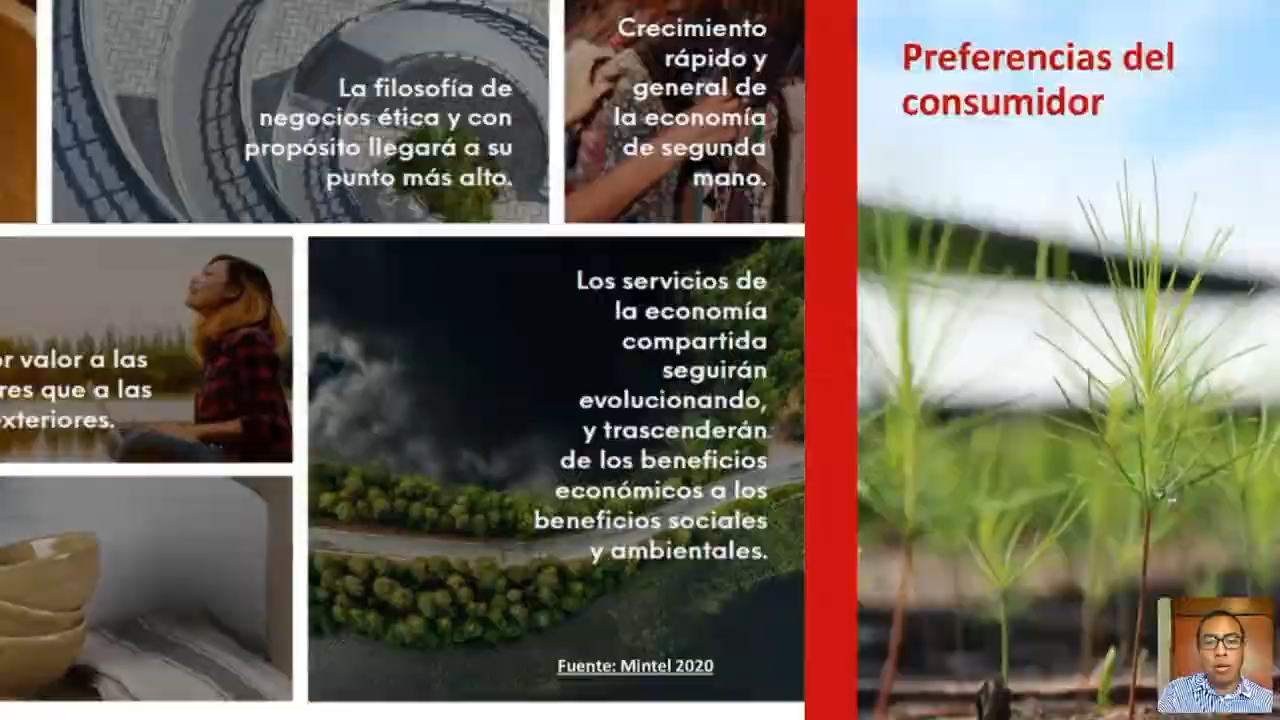 La filosofía de
negocios ética y con
propósito llegará a su
punto más alto.
Crecimiento
rápido y
general de
la economía
de segunda
mano.
Preferencias del
consumidor
valor a las
que a las
exteriores.
Los servicios de
la economía
compartida
seguirán
evolucionando,
y trascenderán
de los beneficios
económicos a los
beneficios sociales
y ambientales.
Fuente: Mintel 2020